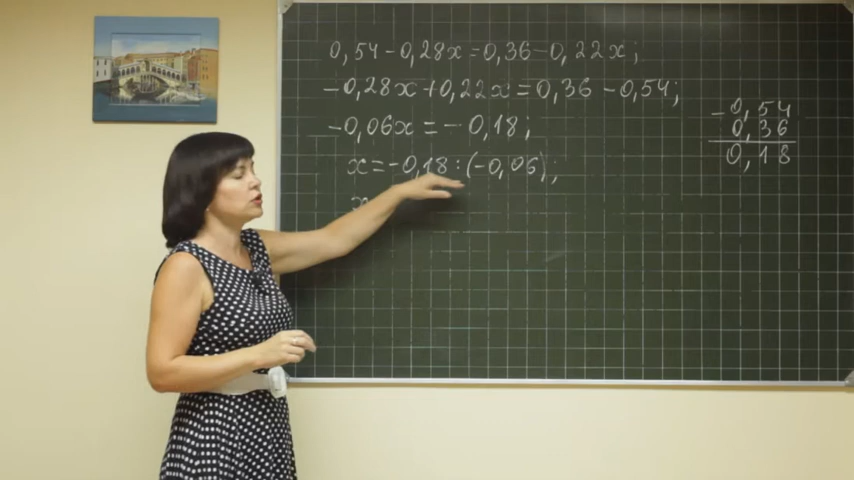 0,54-0,28x=0,36-0,22x;
-0,28x+0,22x=0,36-0,54;
-0,06x=-0,18;
x=-0,18:(-0,06);
x
-0,54
0,36
0,18